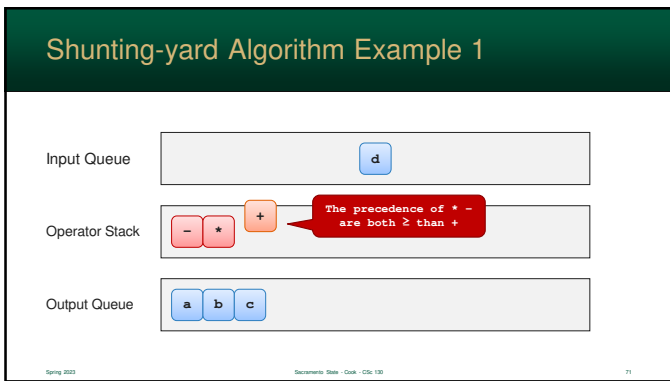 Shunting-yard Algorithm Example 1
Input Queue
d
Operator Stack
– *
+
The precedence of * –
are both ≥ than +
Output Queue
a b c
Spring 2023
Sacramento State - Cook - CSc 130
71